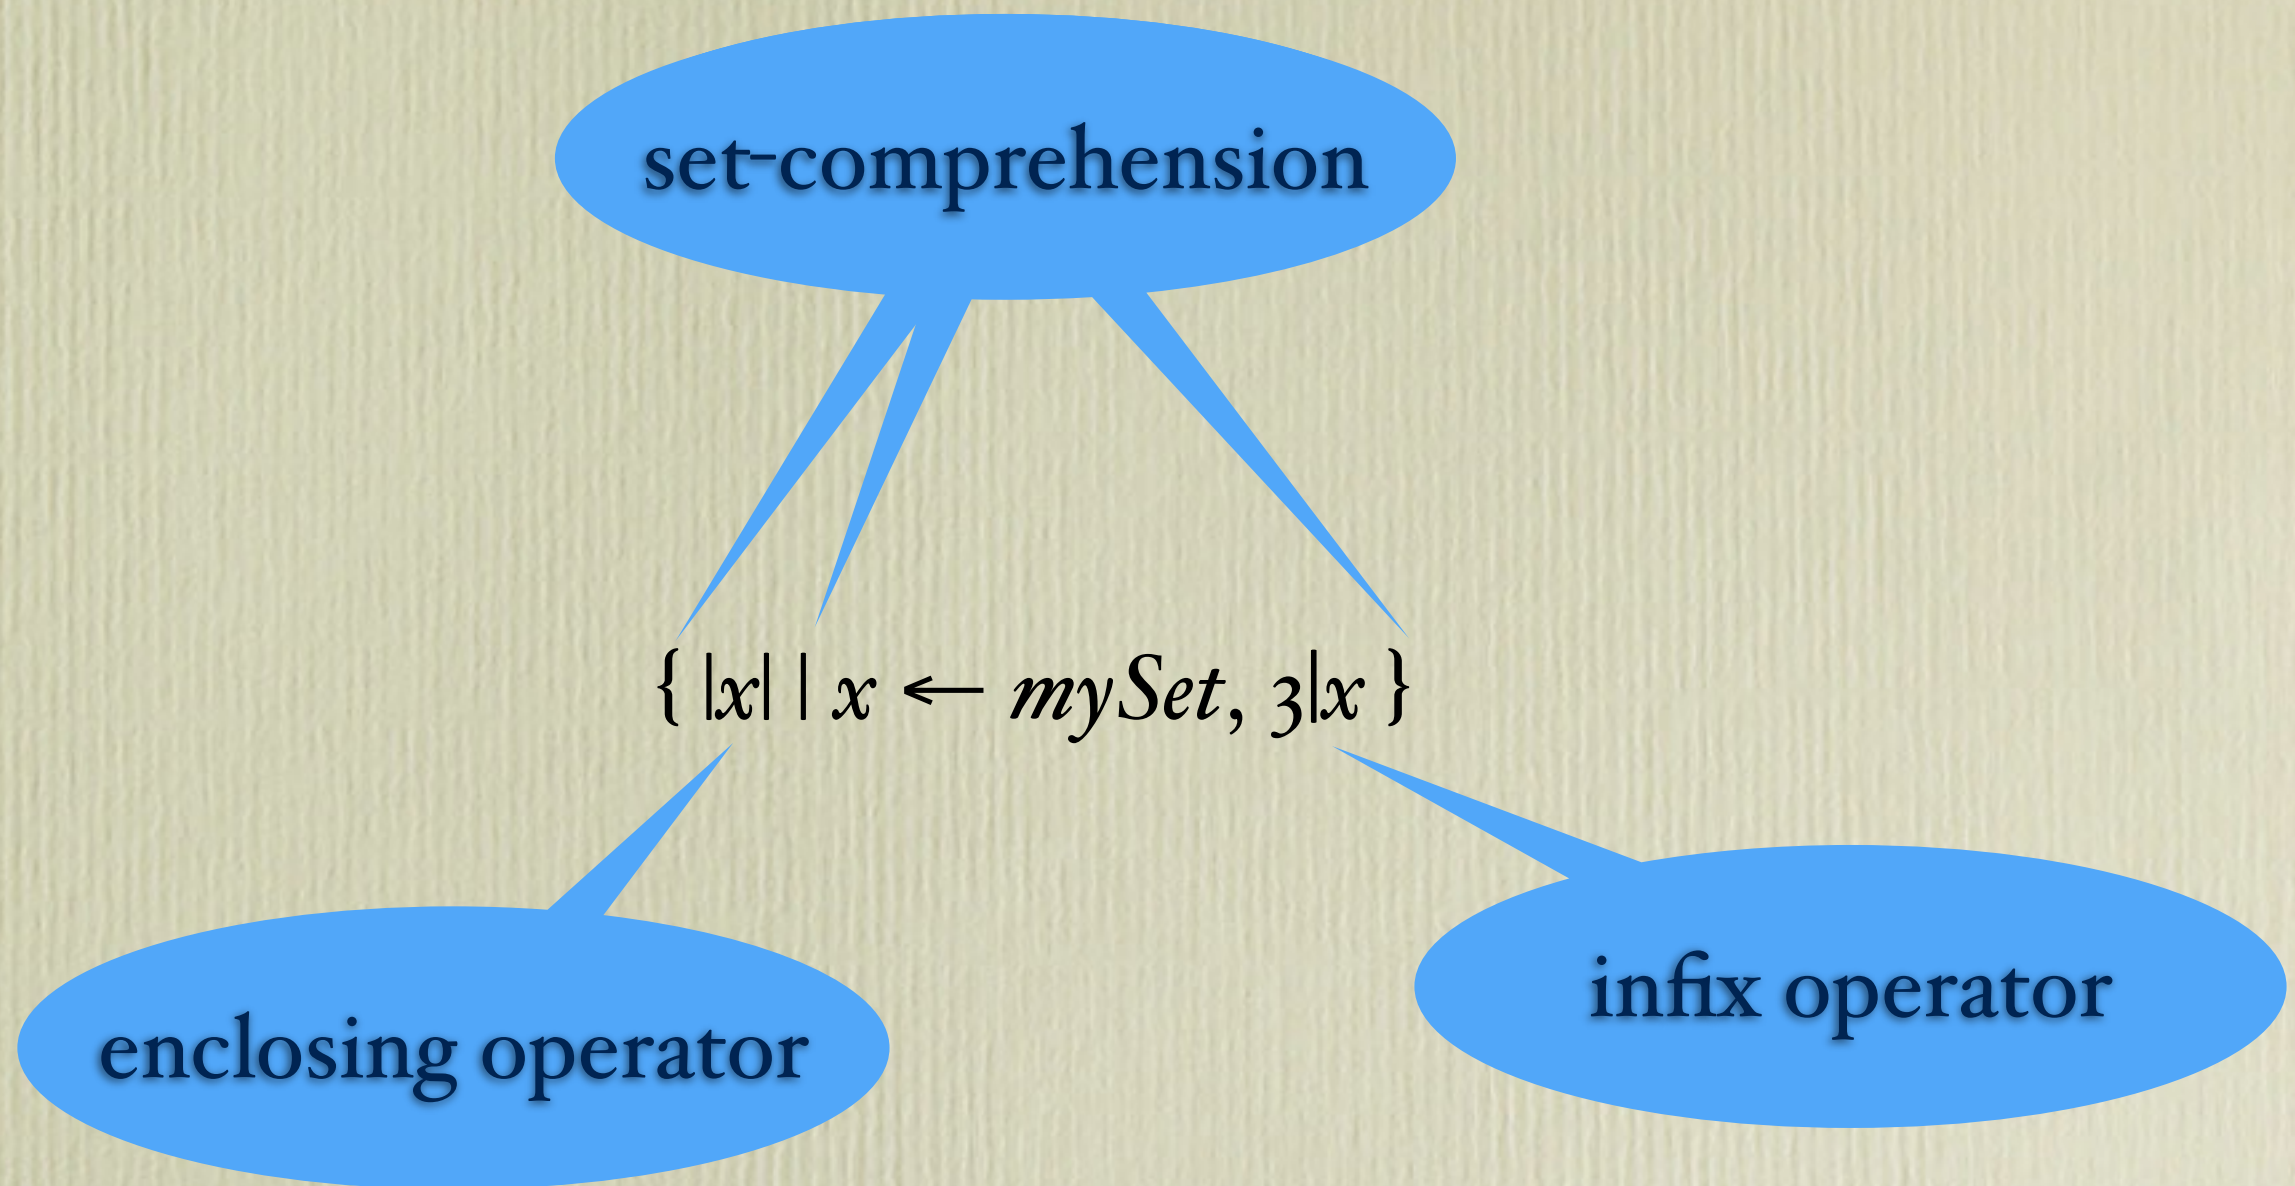 set-comprehension
{ |x| | x ← mySet, 3|x }
enclosing operator
infix operator